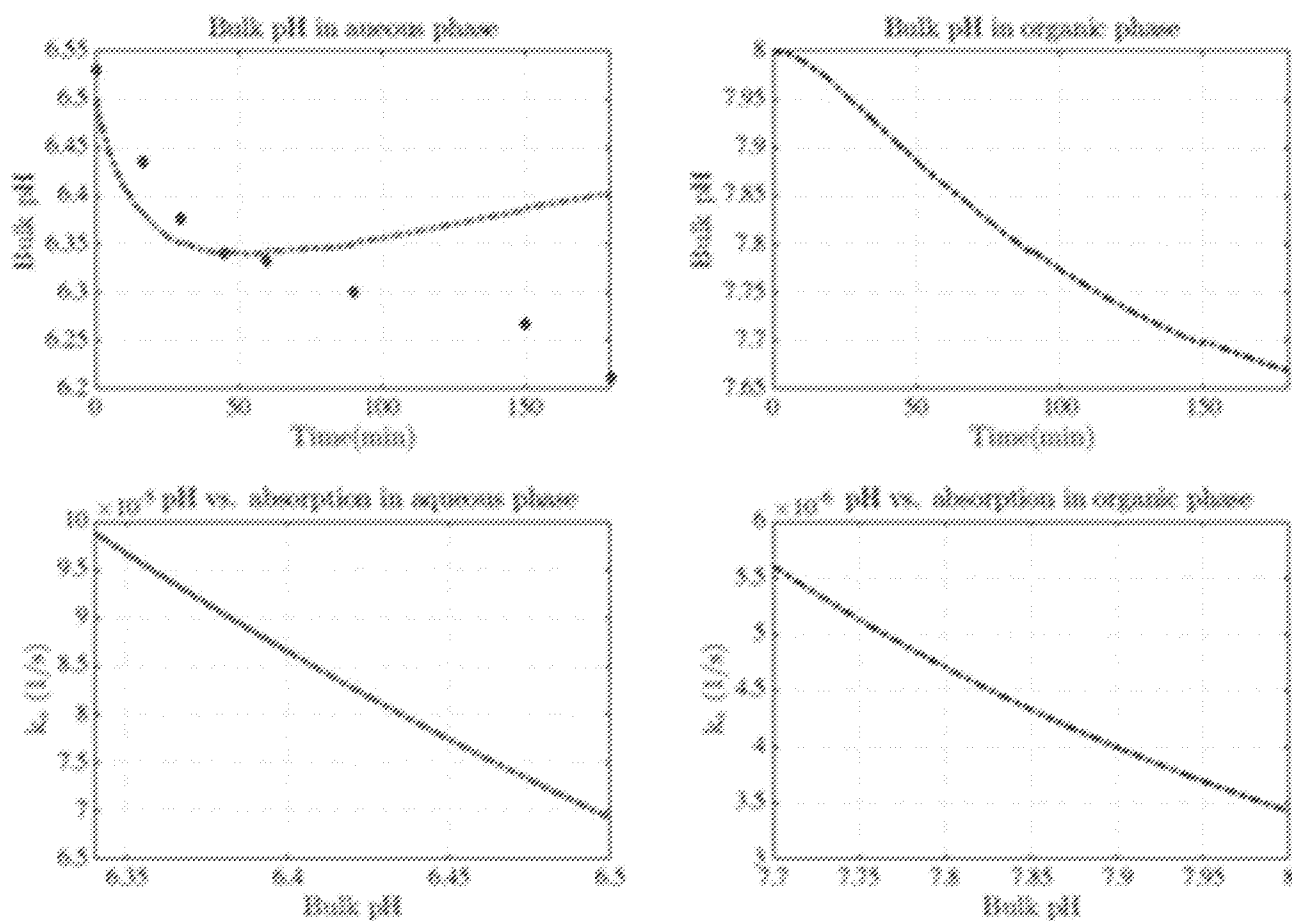 Bulk pH in aueous phase
6.55
6.5
6.45
6.4
6.35
6.3
6.25
6.2
Bulk pH
0 50 100 150
Time(min)
Bulk pH in organic phase
8
7.95
7.9
7.85
7.8
7.75
7.7
7.65
Bulk pH
0 50 100 150
Time(min)
pH vs. absorption in aqueous phase
10
9.5
9
8.5
8
7.5
7
6.5
(1/s)
6.35 6.4 6.45 6.5
Bulk pH
pH vs. absorption in organic phase
6
5.5
5
4.5
4
3.5
3
(1/s)
7.7 7.75 7.8 7.85 7.9 7.95 8
Bulk pH